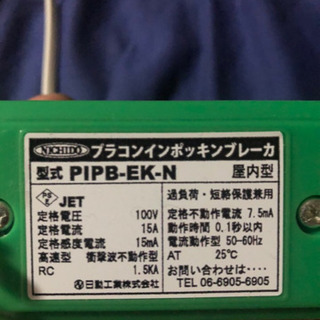 NICHIDO プラコンインポッキンブレーカ
型式 PIPB-EK-N 屋内型
PSE JET
定格電圧 100V
定格電流 15A
定格感度電流 15mA
高速型 衝撃波不動作型
RC 1.5KA
日動工業株式会社
過負荷・短絡保護兼用
定格不動作電流 7.5mA
動作時間 0.1秒以内
電流動作型 50-60Hz
AT 25℃
お問い合わせは････
TEL 06-6905-6905